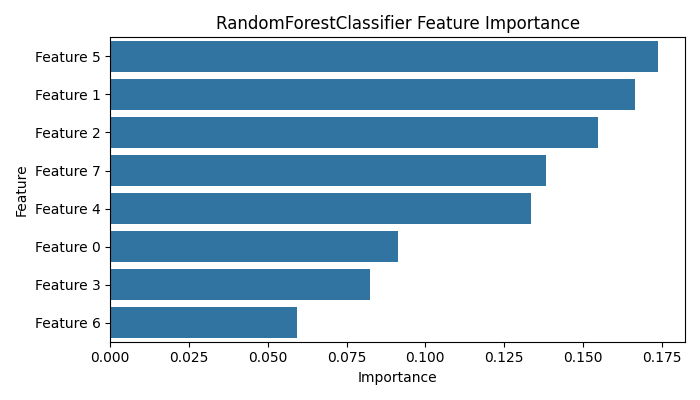 RandomForestClassifier Feature Importance
Feature 5
Feature 1
Feature 2
Feature 7
Feature 4
Feature 0
Feature 3
Feature 6
Feature
0.000 0.025 0.050 0.075 0.100 0.125 0.150 0.175
Importance